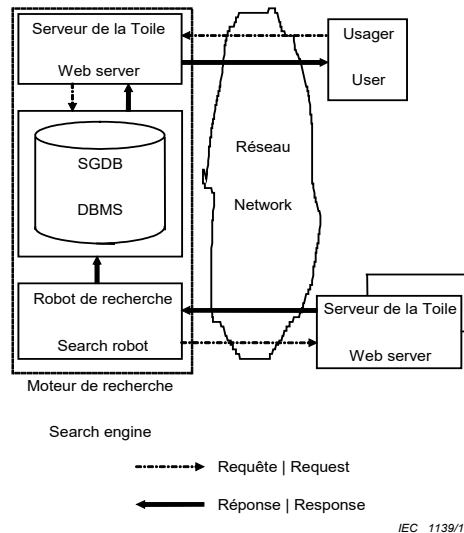 Serveur de la Toile
Web server
Usager
User
SGDB
DBMS
Réseau
Network
Robot de recherche
Search robot
Serveur de la Toile
Web server
Moteur de recherche
Search engine
Requête | Request
Réponse | Response
IEC 1139/1